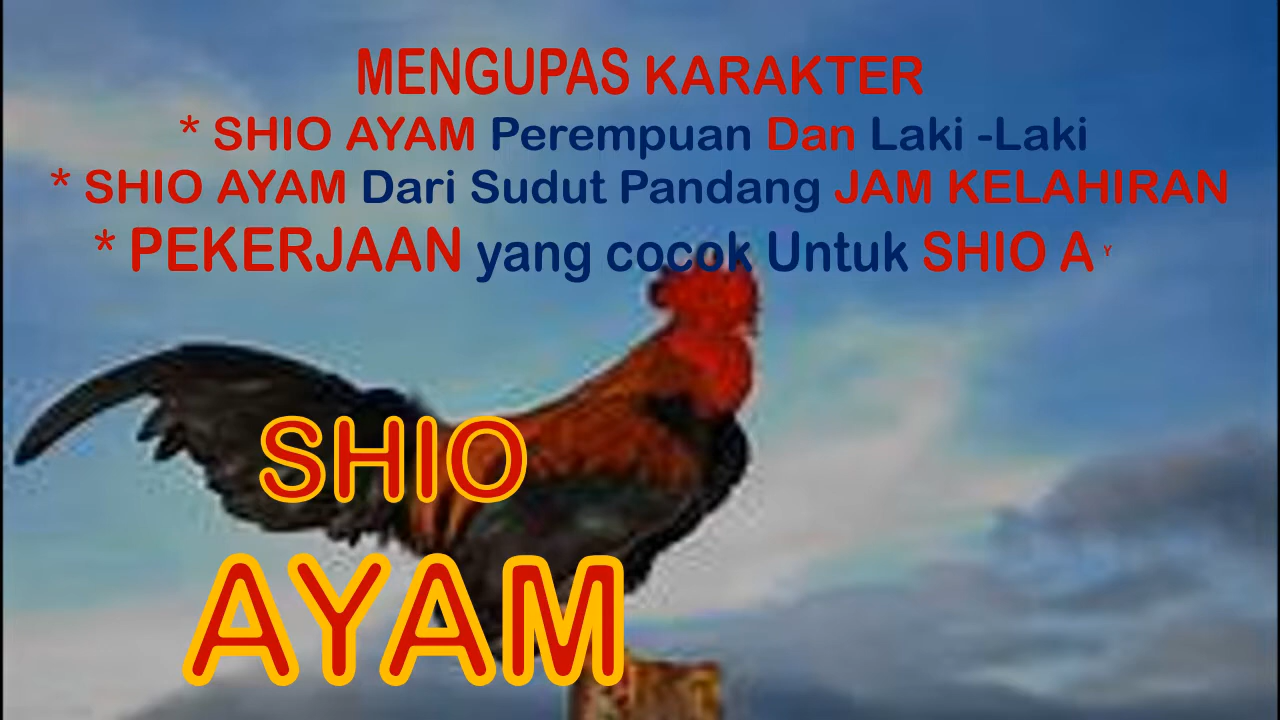 MENGUPAS KARAKTER
* SHIO AYAM Perempuan Dan Laki -Laki
* SHIO AYAM Dari Sudut Pandang JAM KELAHIRAN
* PEKERJAAN yang cocok Untuk SHIO A Y
SHIO
AYAM